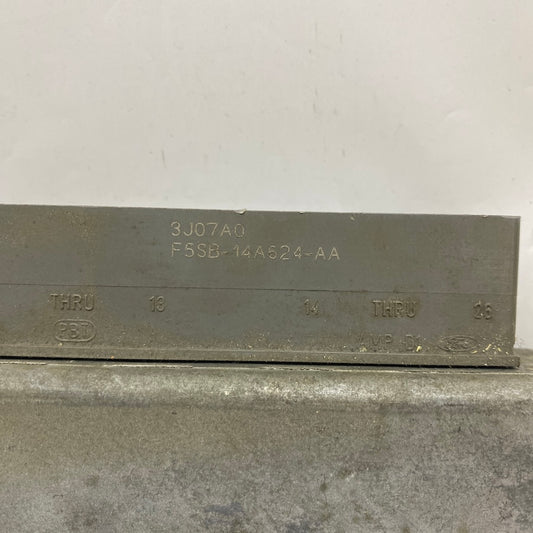 3J07A0
F5SB-14A624-AA
THRU 13 14 THRU 26
PBT